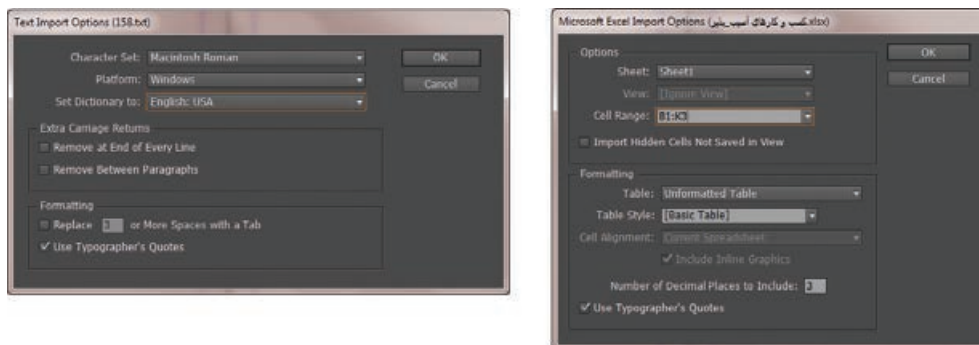 Text Import Options (158.txt)
Character Set: Macintosh Roman
Platform: Windows
Set Dictionary to: English: USA
Extra Carriage Returns
Remove at End of Every Line
Remove Between Paragraphs
Formatting
Replace 3 or More Spaces with a Tab
Use Typographer's Quotes
OK
Cancel
Microsoft Excel Import Options (کسب و کارهای آسیب_پذیر.xlsx)
Options
Sheet: Sheet1
View: [Ignore View]
Cell Range: B1:K3
Import Hidden Cells Not Saved in View
Formatting
Table: Unformatted Table
Table Style: [Basic Table]
Cell Alignment: Current Spreadsheet
Include Inline Graphics
Number of Decimal Places to Include: 3
Use Typographer's Quotes
OK
Cancel